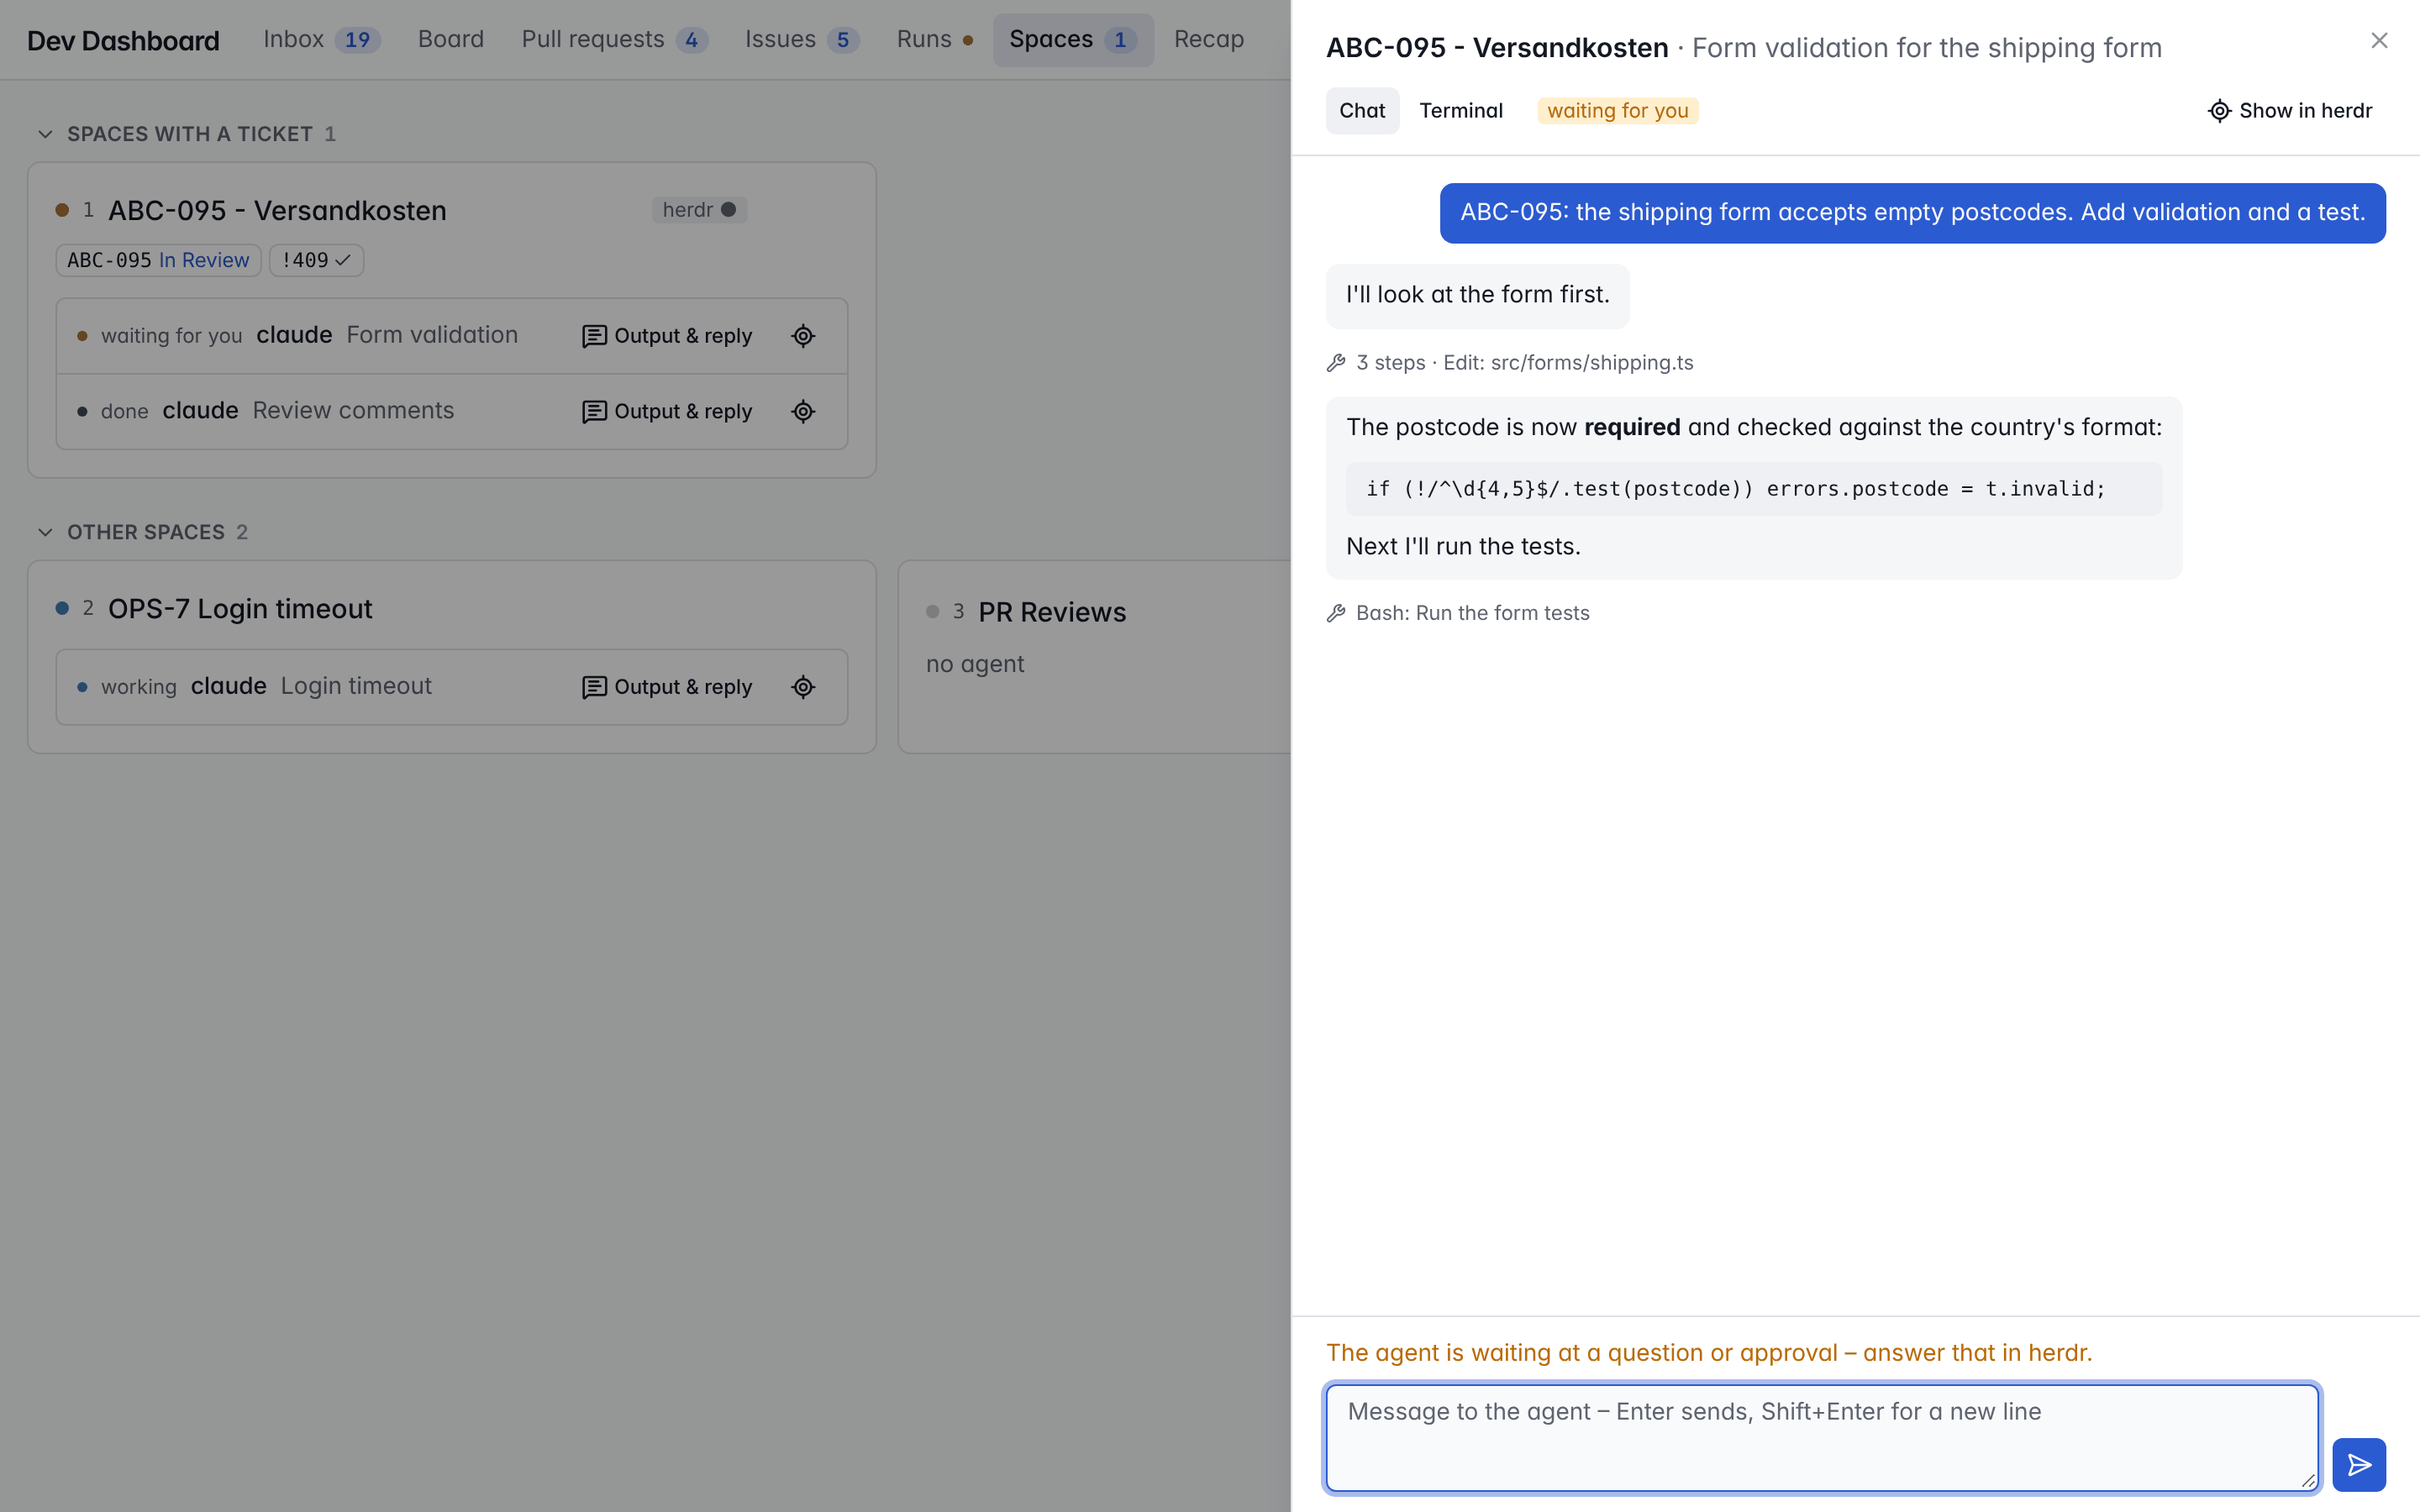 Dev Dashboard Inbox 19 Board Pull requests 4 Issues 5 Runs Spaces 1 Recap
SPACES WITH A TICKET 1
1 ABC-095 - Versandkosten herdr
ABC-095 In Review !409
waiting for you claude Form validation Output & reply
done claude Review comments Output & reply
OTHER SPACES 2
2 OPS-7 Login timeout
working claude Login timeout Output & reply
3 PR Reviews
no agent
ABC-095 - Versandkosten · Form validation for the shipping form
Chat Terminal waiting for you Show in herdr
ABC-095: the shipping form accepts empty postcodes. Add validation and a test.
I'll look at the form first.
3 steps · Edit: src/forms/shipping.ts
The postcode is now required and checked against the country's format:
if (!/^\d{4,5}$/.test(postcode)) errors.postcode = t.invalid;
Next I'll run the tests.
Bash: Run the form tests
The agent is waiting at a question or approval – answer that in herdr.
Message to the agent – Enter sends, Shift+Enter for a new line